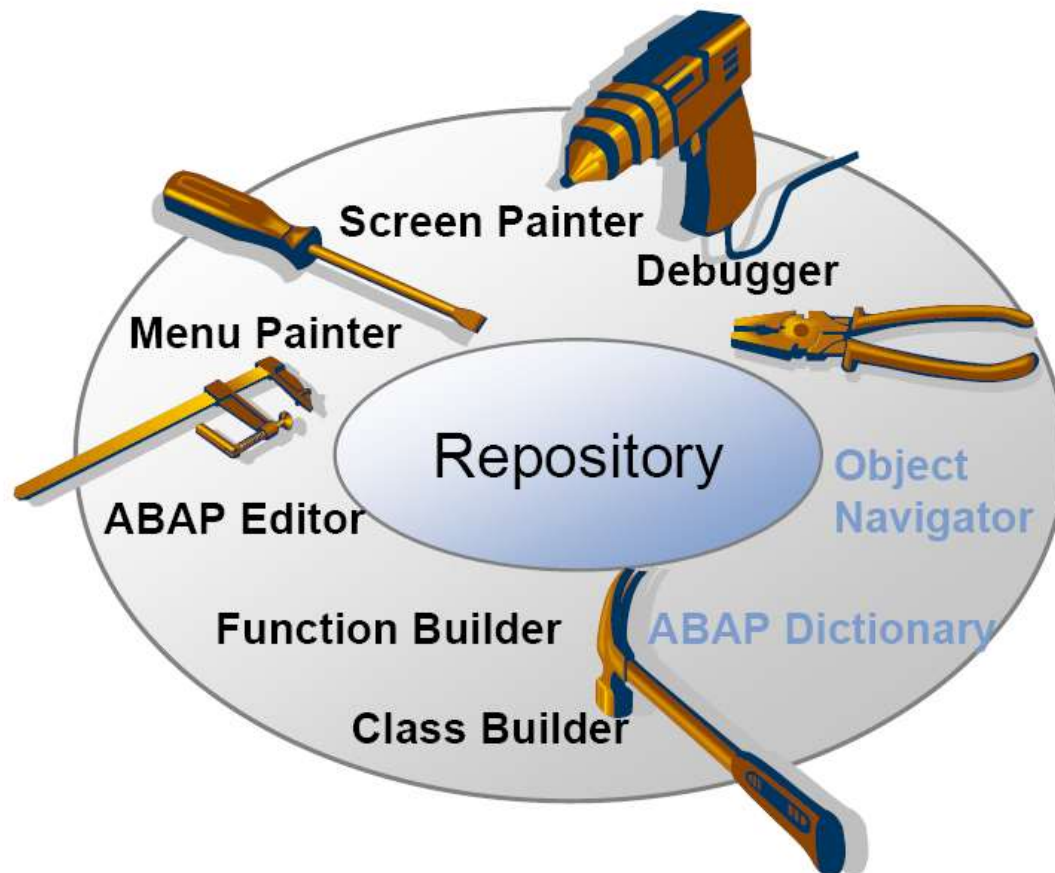 Screen Painter
Debugger
Menu Painter
Repository
Object
Navigator
ABAP Editor
Function Builder
ABAP Dictionary
Class Builder